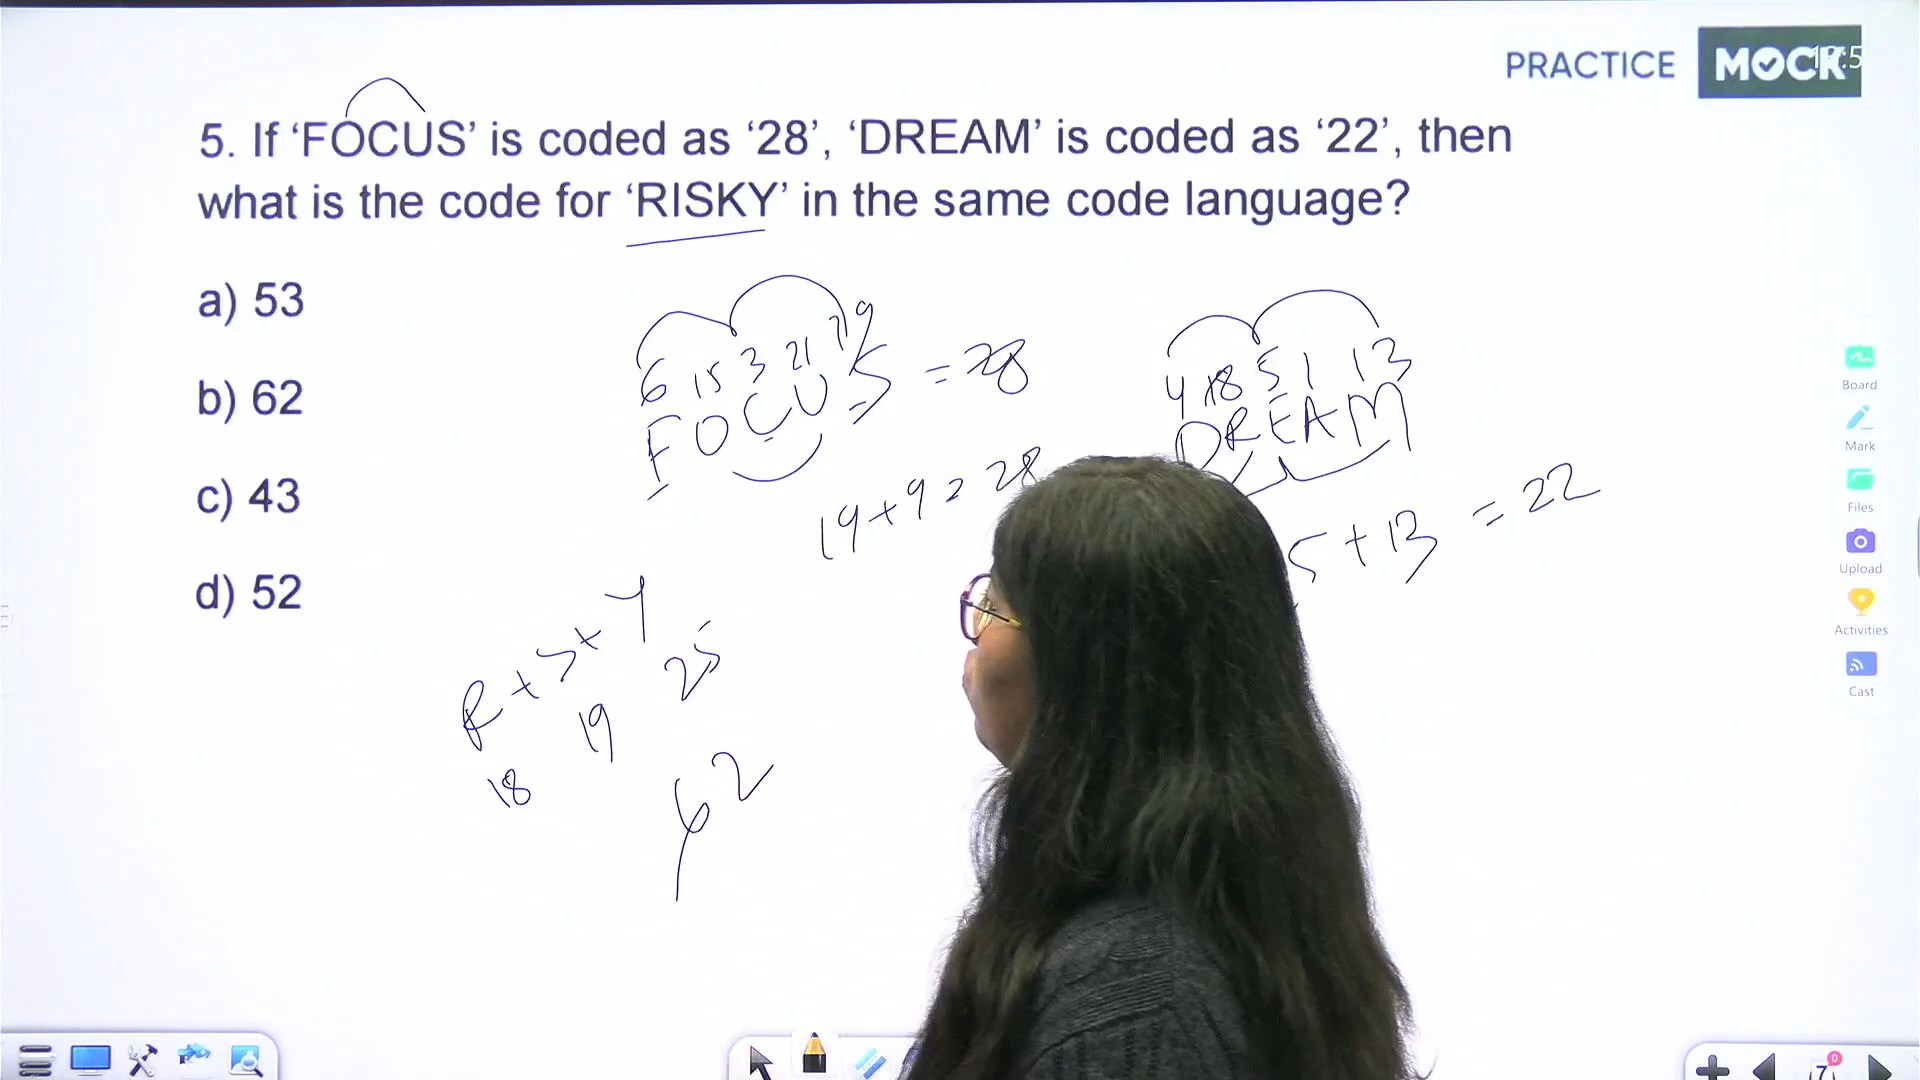 PRACTICE MOCK
5. If ‘FOCUS’ is coded as ‘28’, ‘DREAM’ is coded as ‘22’, then
what is the code for ‘RISKY’ in the same code language?
a) 53
b) 62
c) 43
d) 52
6 15 3 21 19
FOCUS = 28
19+9=28
4 18 5 1 13
DREAM
5+13 = 22
R+S+Y
18 19 25
62
Board
Mark
Files
Upload
Activities
Cast
7
0